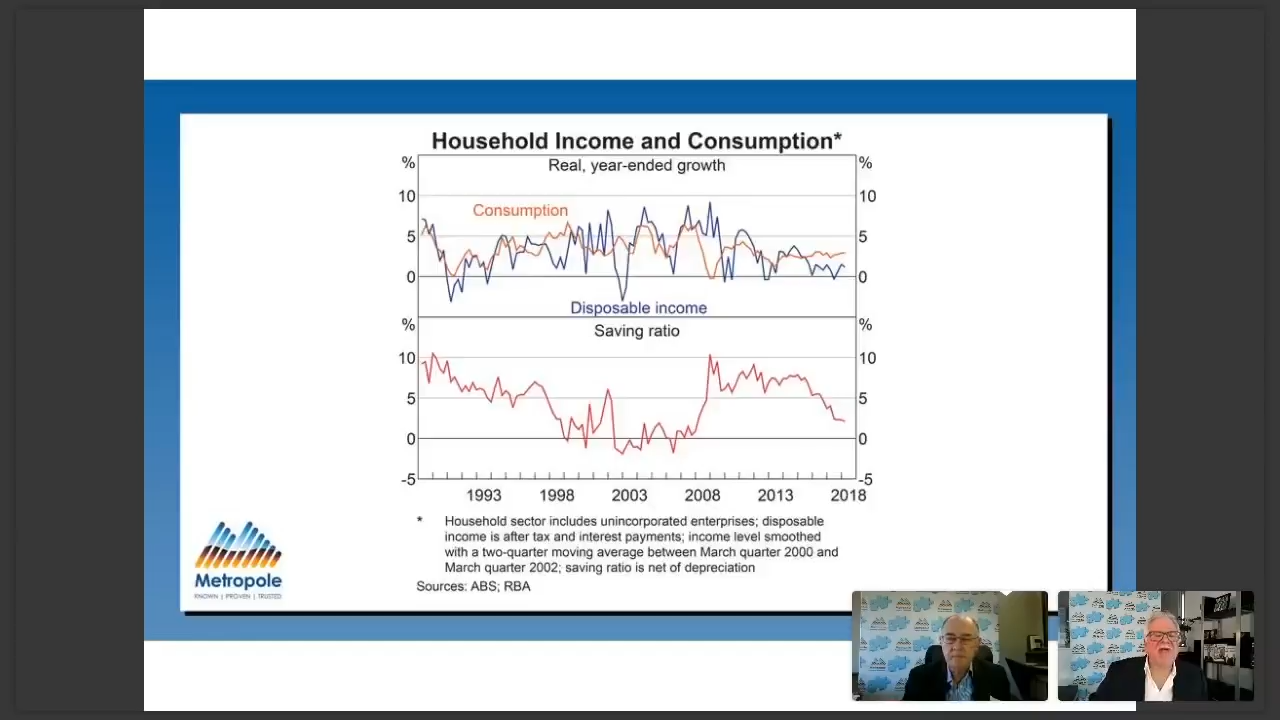 Household Income and Consumption*
% Real, year-ended growth %
10 10
Consumption
5 5
0 0
Disposable income
% Saving ratio %
10 10
5 5
0 0
-5 -5
1993 1998 2003 2008 2013 2018
* Household sector includes unincorporated enterprises; disposable
income is after tax and interest payments; income level smoothed
with a two-quarter moving average between March quarter 2000 and
March quarter 2002; saving ratio is net of depreciation
Sources: ABS; RBA
Metropole
KNOWN | PROVEN | TRUSTED